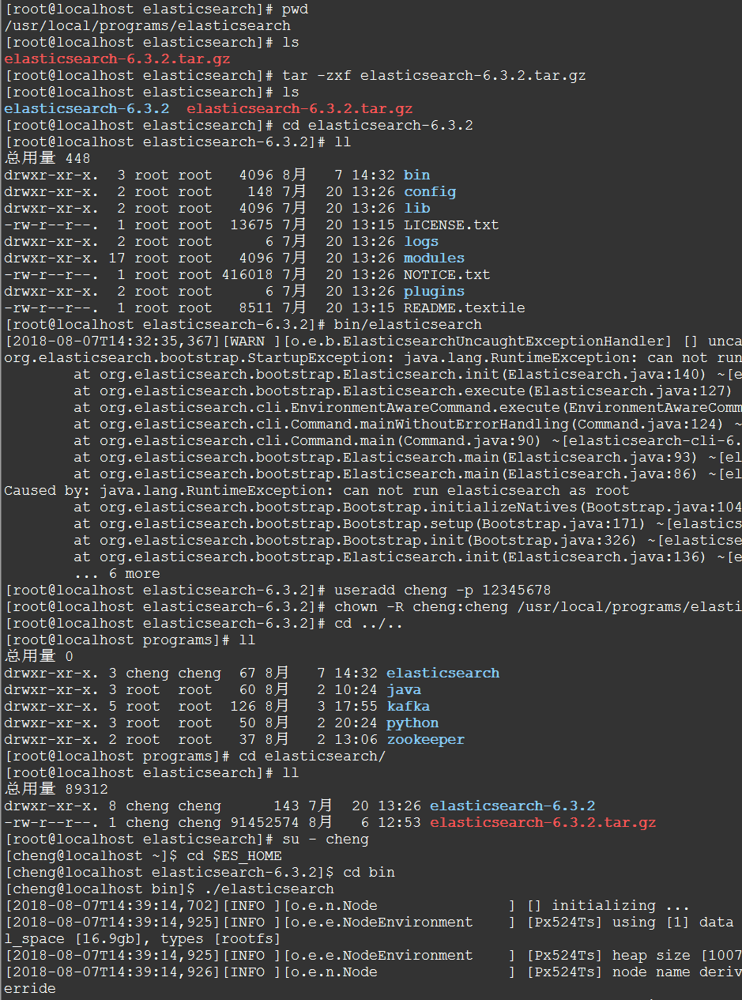 [root@localhost elasticsearch]# pwd
/usr/local/programs/elasticsearch
[root@localhost elasticsearch]# ls
elasticsearch-6.3.2.tar.gz
[root@localhost elasticsearch]# tar -zxf elasticsearch-6.3.2.tar.gz
[root@localhost elasticsearch]# ls
elasticsearch-6.3.2  elasticsearch-6.3.2.tar.gz
[root@localhost elasticsearch]# cd elasticsearch-6.3.2
[root@localhost elasticsearch-6.3.2]# ll
总用量 448
drwxr-xr-x.  3 root root   4096 8月   7 14:32 bin
drwxr-xr-x.  2 root root    148 7月  20 13:26 config
drwxr-xr-x.  2 root root   4096 7月  20 13:26 lib
-rw-r--r--.  1 root root  13675 7月  20 13:15 LICENSE.txt
drwxr-xr-x.  2 root root      6 7月  20 13:26 logs
drwxr-xr-x. 17 root root   4096 7月  20 13:26 modules
-rw-r--r--.  1 root root 416018 7月  20 13:26 NOTICE.txt
drwxr-xr-x.  2 root root      6 7月  20 13:26 plugins
-rw-r--r--.  1 root root   8511 7月  20 13:15 README.textile
[root@localhost elasticsearch-6.3.2]# bin/elasticsearch
[2018-08-07T14:32:35,367][WARN ][o.e.b.ElasticsearchUncaughtExceptionHandler] [] unca
org.elasticsearch.bootstrap.StartupException: java.lang.RuntimeException: can not run
        at org.elasticsearch.bootstrap.Elasticsearch.init(Elasticsearch.java:140) ~[e
        at org.elasticsearch.bootstrap.Elasticsearch.execute(Elasticsearch.java:127)
        at org.elasticsearch.cli.EnvironmentAwareCommand.execute(EnvironmentAwareComm
        at org.elasticsearch.cli.Command.mainWithoutErrorHandling(Command.java:124) ~
        at org.elasticsearch.cli.Command.main(Command.java:90) ~[elasticsearch-cli-6.
        at org.elasticsearch.bootstrap.Elasticsearch.main(Elasticsearch.java:93) ~[el
        at org.elasticsearch.bootstrap.Elasticsearch.main(Elasticsearch.java:86) ~[el
Caused by: java.lang.RuntimeException: can not run elasticsearch as root
        at org.elasticsearch.bootstrap.Bootstrap.initializeNatives(Bootstrap.java:104
        at org.elasticsearch.bootstrap.Bootstrap.setup(Bootstrap.java:171) ~[elastics
        at org.elasticsearch.bootstrap.Bootstrap.init(Bootstrap.java:326) ~[elasticse
        at org.elasticsearch.bootstrap.Elasticsearch.init(Elasticsearch.java:136) ~[e
        ... 6 more
[root@localhost elasticsearch-6.3.2]# useradd cheng -p 12345678
[root@localhost elasticsearch-6.3.2]# chown -R cheng:cheng /usr/local/programs/elasti
[root@localhost elasticsearch-6.3.2]# cd ../..
[root@localhost programs]# ll
总用量 0
drwxr-xr-x. 3 cheng cheng  67 8月   7 14:32 elasticsearch
drwxr-xr-x. 3 root  root   60 8月   2 10:24 java
drwxr-xr-x. 5 root  root  126 8月   3 17:55 kafka
drwxr-xr-x. 3 root  root   50 8月   2 20:24 python
drwxr-xr-x. 2 root  root   37 8月   2 13:06 zookeeper
[root@localhost programs]# cd elasticsearch/
[root@localhost elasticsearch]# ll
总用量 89312
drwxr-xr-x. 8 cheng cheng      143 7月  20 13:26 elasticsearch-6.3.2
-rw-r--r--. 1 cheng cheng 91452574 8月   6 12:53 elasticsearch-6.3.2.tar.gz
[root@localhost elasticsearch]# su - cheng
[cheng@localhost ~]$ cd $ES_HOME
[cheng@localhost elasticsearch-6.3.2]$ cd bin
[cheng@localhost bin]$ ./elasticsearch
[2018-08-07T14:39:14,702][INFO ][o.e.n.Node               ] [] initializing ...
[2018-08-07T14:39:14,925][INFO ][o.e.e.NodeEnvironment    ] [Px524Ts] using [1] data
l_space [16.9gb], types [rootfs]
[2018-08-07T14:39:14,925][INFO ][o.e.e.NodeEnvironment    ] [Px524Ts] heap size [1007
[2018-08-07T14:39:14,926][INFO ][o.e.n.Node               ] [Px524Ts] node name deriv
erride